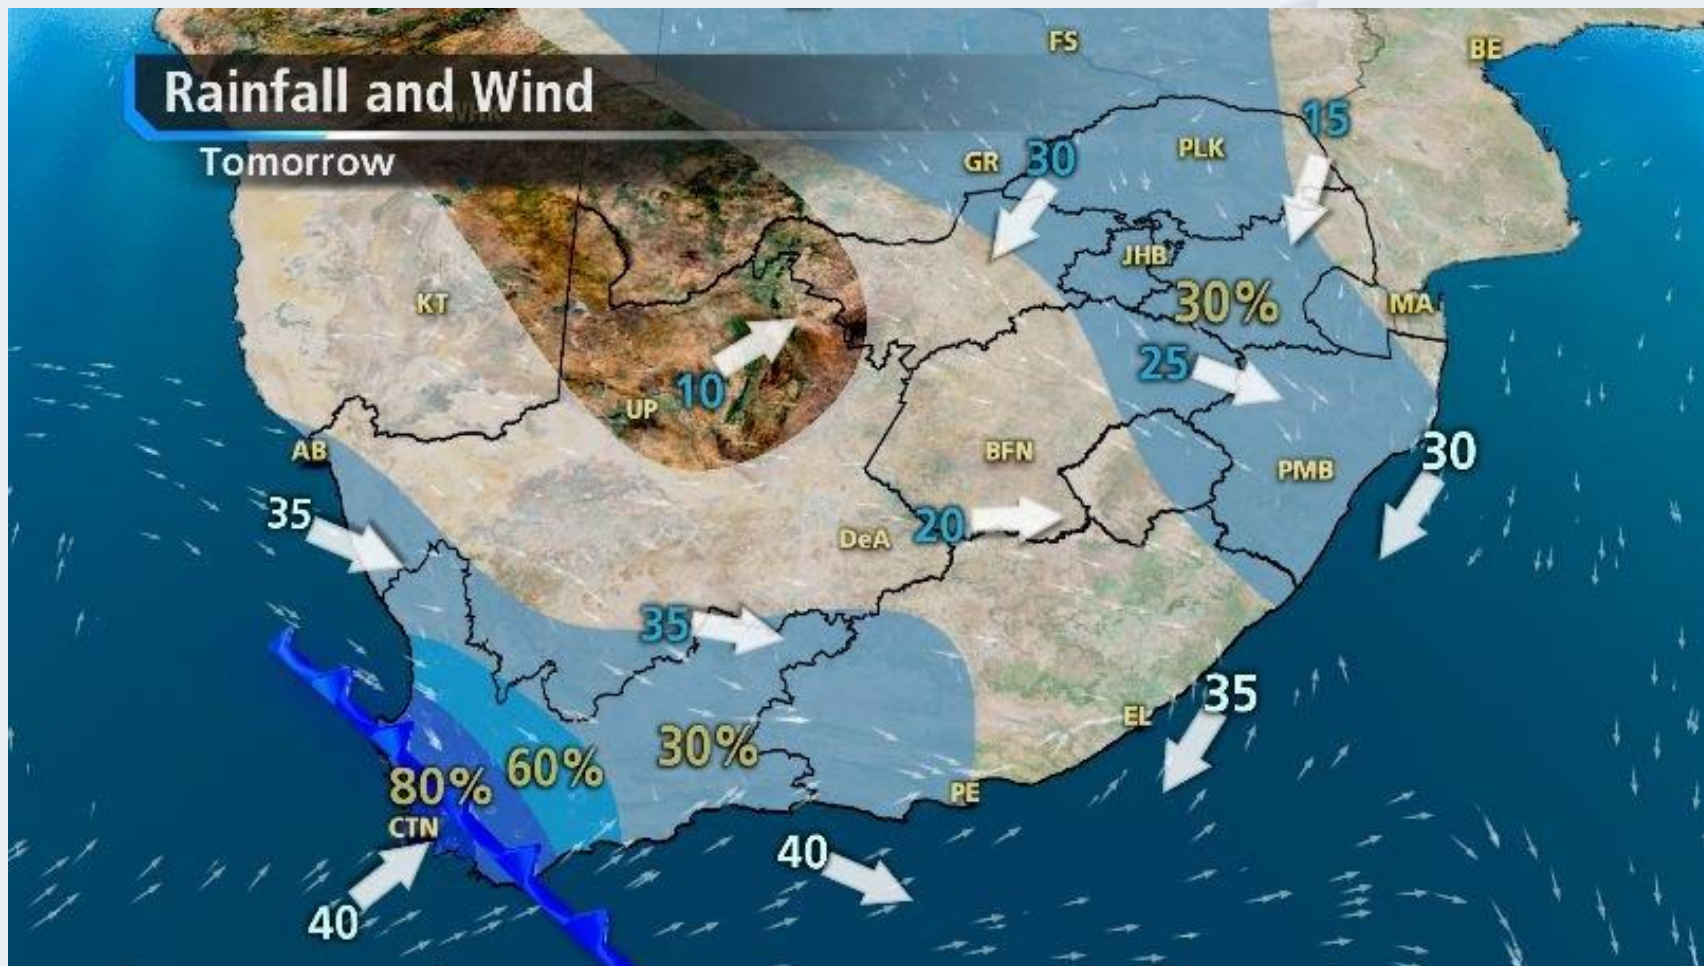 FS
BE
Rainfall and Wind
WHK
15
Tomorrow
GR
30
PLK
JHB
KT
30%
MA
10
25
UP
AB
BFN
30
PMB
35
20
DeA
35
35
EL
30%
60%
80%
PE
CTN
40
40